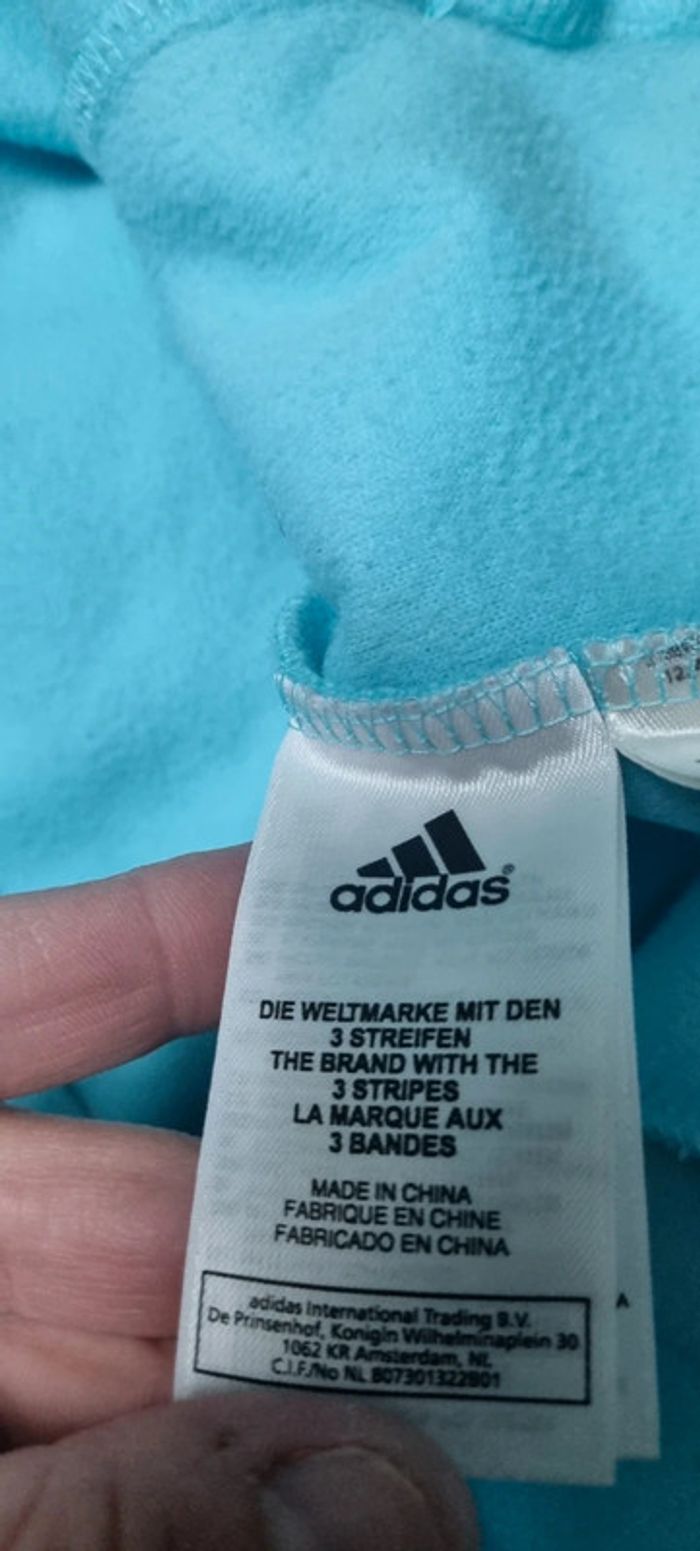 12.
adidas®
DIE WELTMARKE MIT DEN
3 STREIFEN
THE BRAND WITH THE
3 STRIPES
LA MARQUE AUX
3 BANDES
MADE IN CHINA
FABRIQUE EN CHINE
FABRICADO EN CHINA
adidas International Trading B.V.
De Prinsenhof, Konigin Wilhelminaplein 30
1062 KR Amsterdam, NL
C.I.F./No NL 807301322B01
A